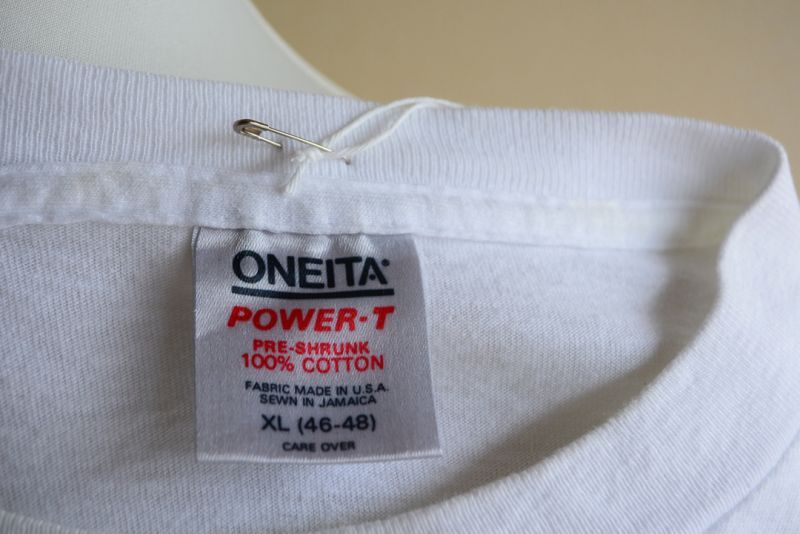 ONEITA®
POWER-T
PRE-SHRUNK
100% COTTON
FABRIC MADE IN U.S.A.
SEWN IN JAMAICA
XL (46-48)
CARE OVER